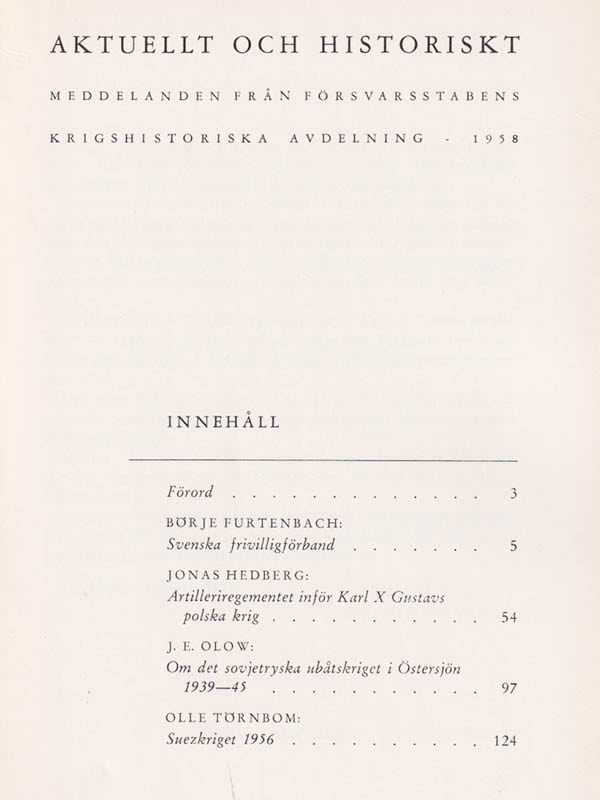 AKTUELLT OCH HISTORISKT
MEDDELANDEN FRÅN FÖRSVARSSTABENS
KRIGSHISTORISKA AVDELNING - 1958
INNEHÅLL
Förord . . . . . . . . . . . . . 3
BÖRJE FURTENBACH:
Svenska frivilligförband . . . . . . . 5
JONAS HEDBERG:
Artilleriregementet inför Karl X Gustavs
polska krig . . . . . . . . . . . 54
J. E. OLOW:
Om det sovjetryska ubåtskriget i Östersjön
1939—45 . . . . . . . . . . . 97
OLLE TÖRNBOM:
Suezkriget 1956 . . . . . . . . . . 124